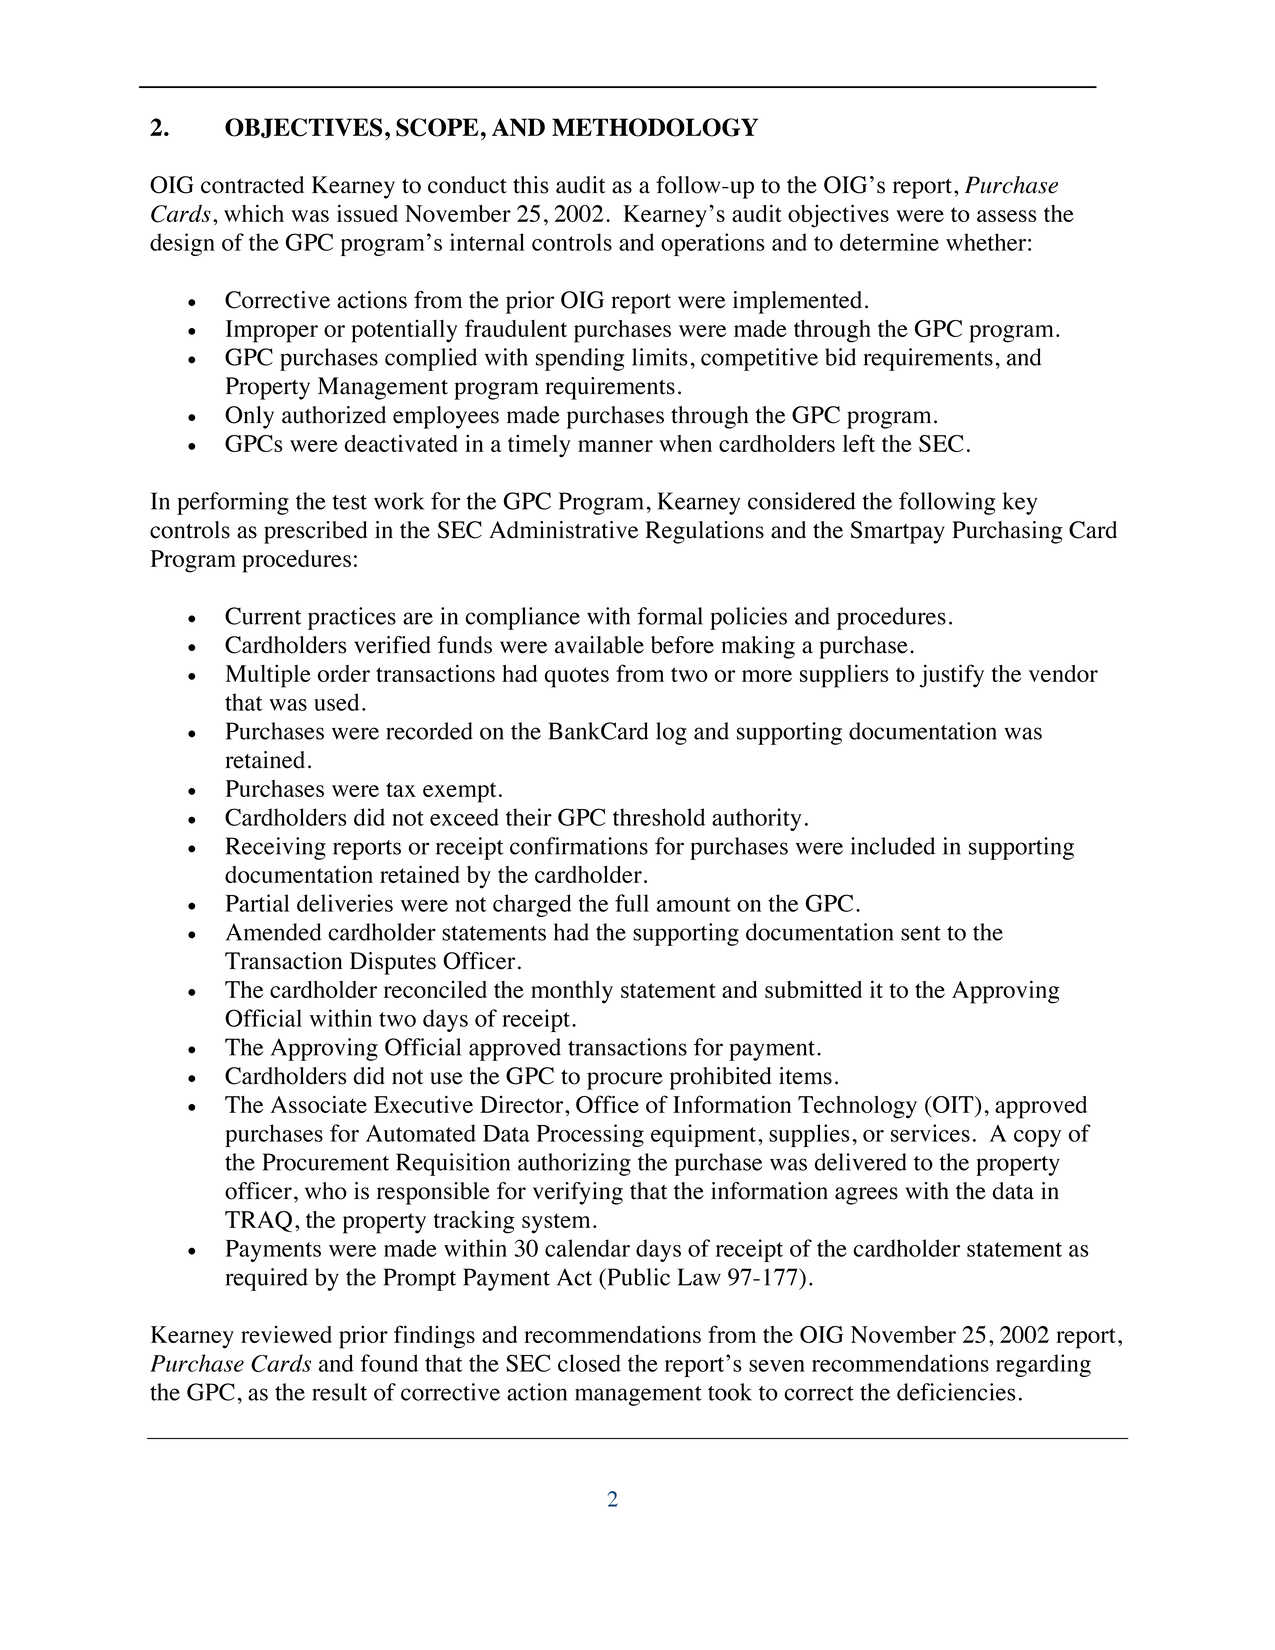 2. OBJECTIVES, SCOPE, AND METHODOLOGY
OIG contracted Kearney to conduct this audit as a follow-up to the OIG’s report, Purchase
Cards, which was issued November 25, 2002.  Kearney’s audit objectives were to assess the
design of the GPC program’s internal controls and operations and to determine whether:
• Corrective actions from the prior OIG report were implemented.
• Improper or potentially fraudulent purchases were made through the GPC program.
• GPC purchases complied with spending limits, competitive bid requirements, and
Property Management program requirements.
• Only authorized employees made purchases through the GPC program.
• GPCs were deactivated in a timely manner when cardholders left the SEC.
In performing the test work for the GPC Program, Kearney considered the following key
controls as prescribed in the SEC Administrative Regulations and the Smartpay Purchasing Card
Program procedures:
• Current practices are in compliance with formal policies and procedures.
• Cardholders verified funds were available before making a purchase.
• Multiple order transactions had quotes from two or more suppliers to justify the vendor
that was used.
• Purchases were recorded on the BankCard log and supporting documentation was
retained.
• Purchases were tax exempt.
• Cardholders did not exceed their GPC threshold authority.
• Receiving reports or receipt confirmations for purchases were included in supporting
documentation retained by the cardholder.
• Partial deliveries were not charged the full amount on the GPC.
• Amended cardholder statements had the supporting documentation sent to the
Transaction Disputes Officer.
• The cardholder reconciled the monthly statement and submitted it to the Approving
Official within two days of receipt.
• The Approving Official approved transactions for payment.
• Cardholders did not use the GPC to procure prohibited items.
• The Associate Executive Director, Office of Information Technology (OIT), approved
purchases for Automated Data Processing equipment, supplies, or services.  A copy of
the Procurement Requisition authorizing the purchase was delivered to the property
officer, who is responsible for verifying that the information agrees with the data in
TRAQ, the property tracking system.
• Payments were made within 30 calendar days of receipt of the cardholder statement as
required by the Prompt Payment Act (Public Law 97-177).
Kearney reviewed prior findings and recommendations from the OIG November 25, 2002 report,
Purchase Cards and found that the SEC closed the report’s seven recommendations regarding
the GPC, as the result of corrective action management took to correct the deficiencies.
2